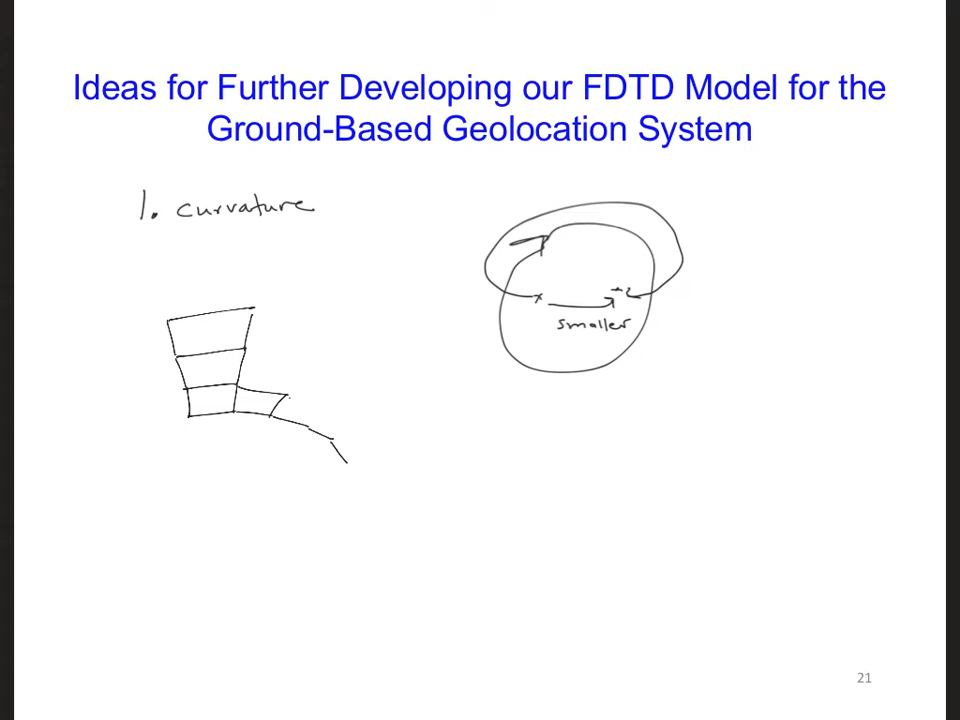 Ideas for Further Developing our FDTD Model for the
Ground-Based Geolocation System
1. curvature
smaller
21